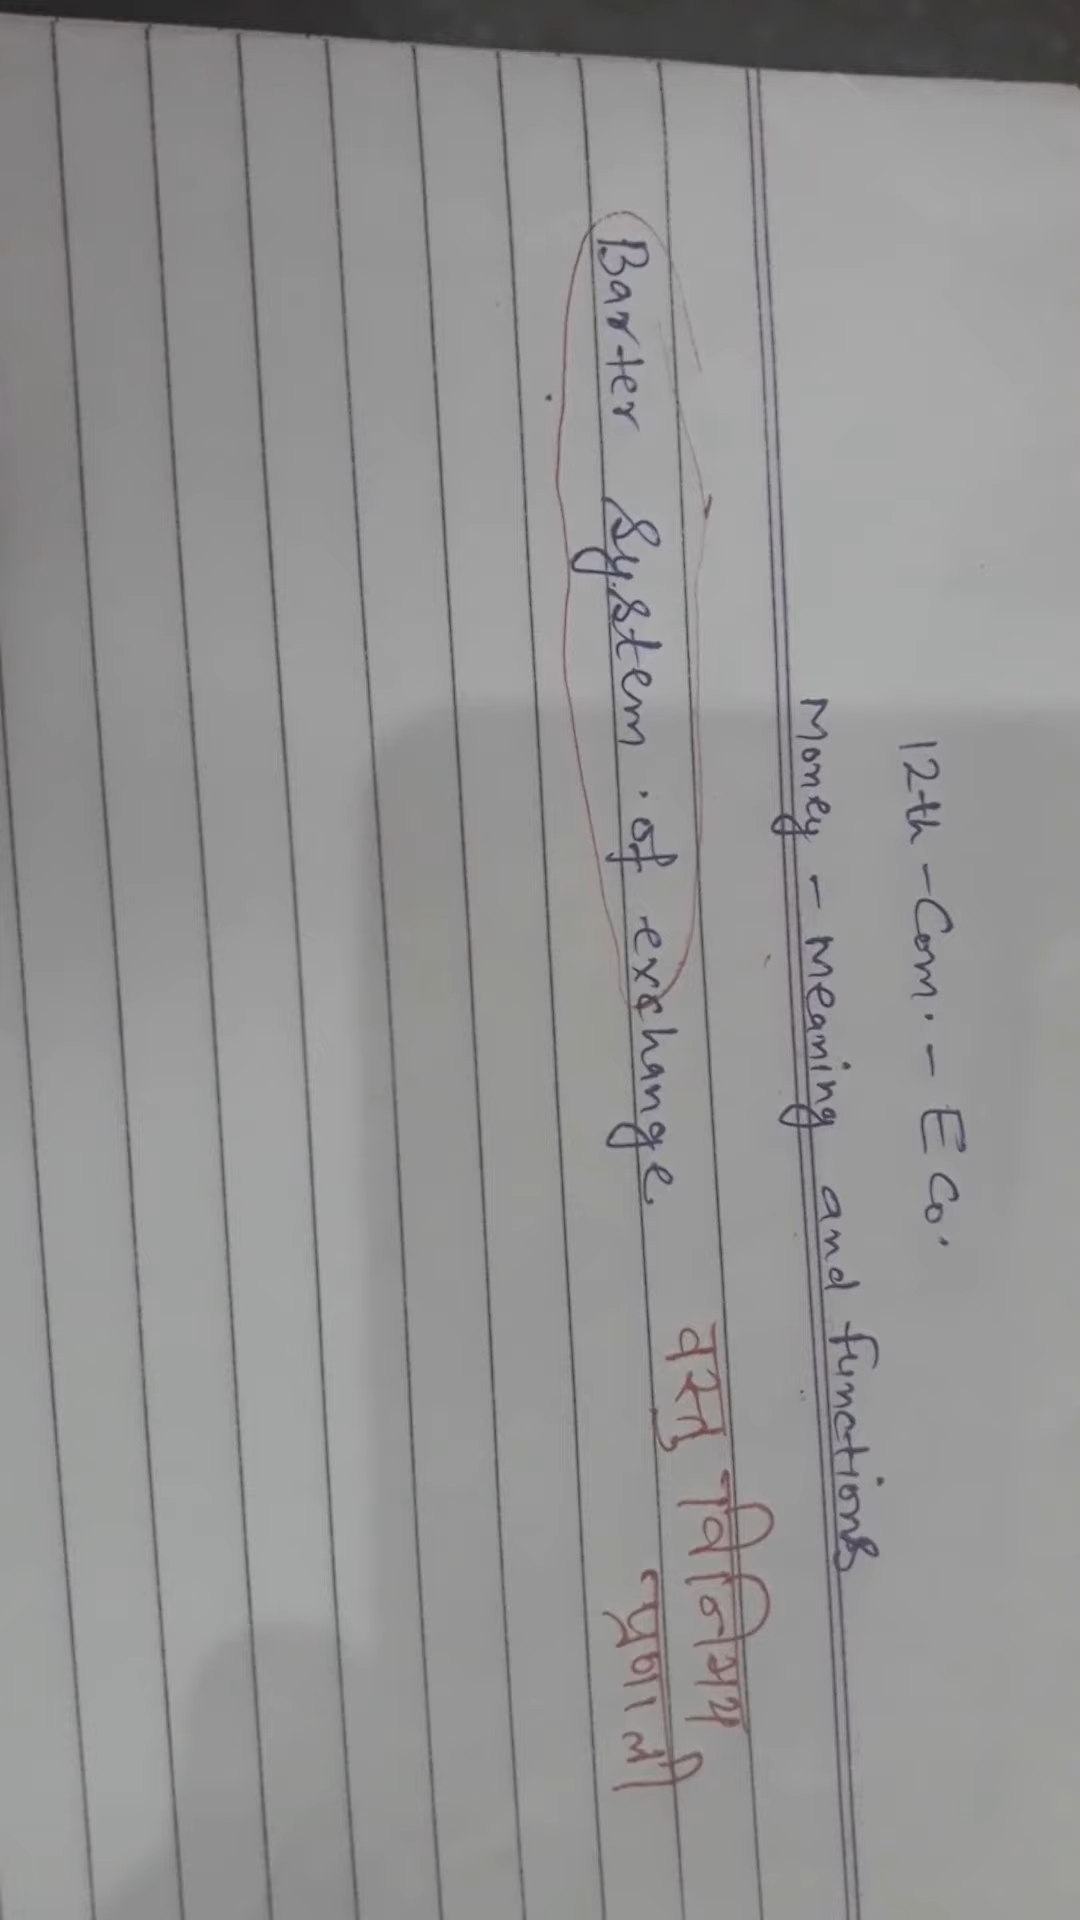 12th - Com. - Eco.
Money - meaning and functions
Barter System. of exchange.
वस्तु विनिमय
प्रणाली